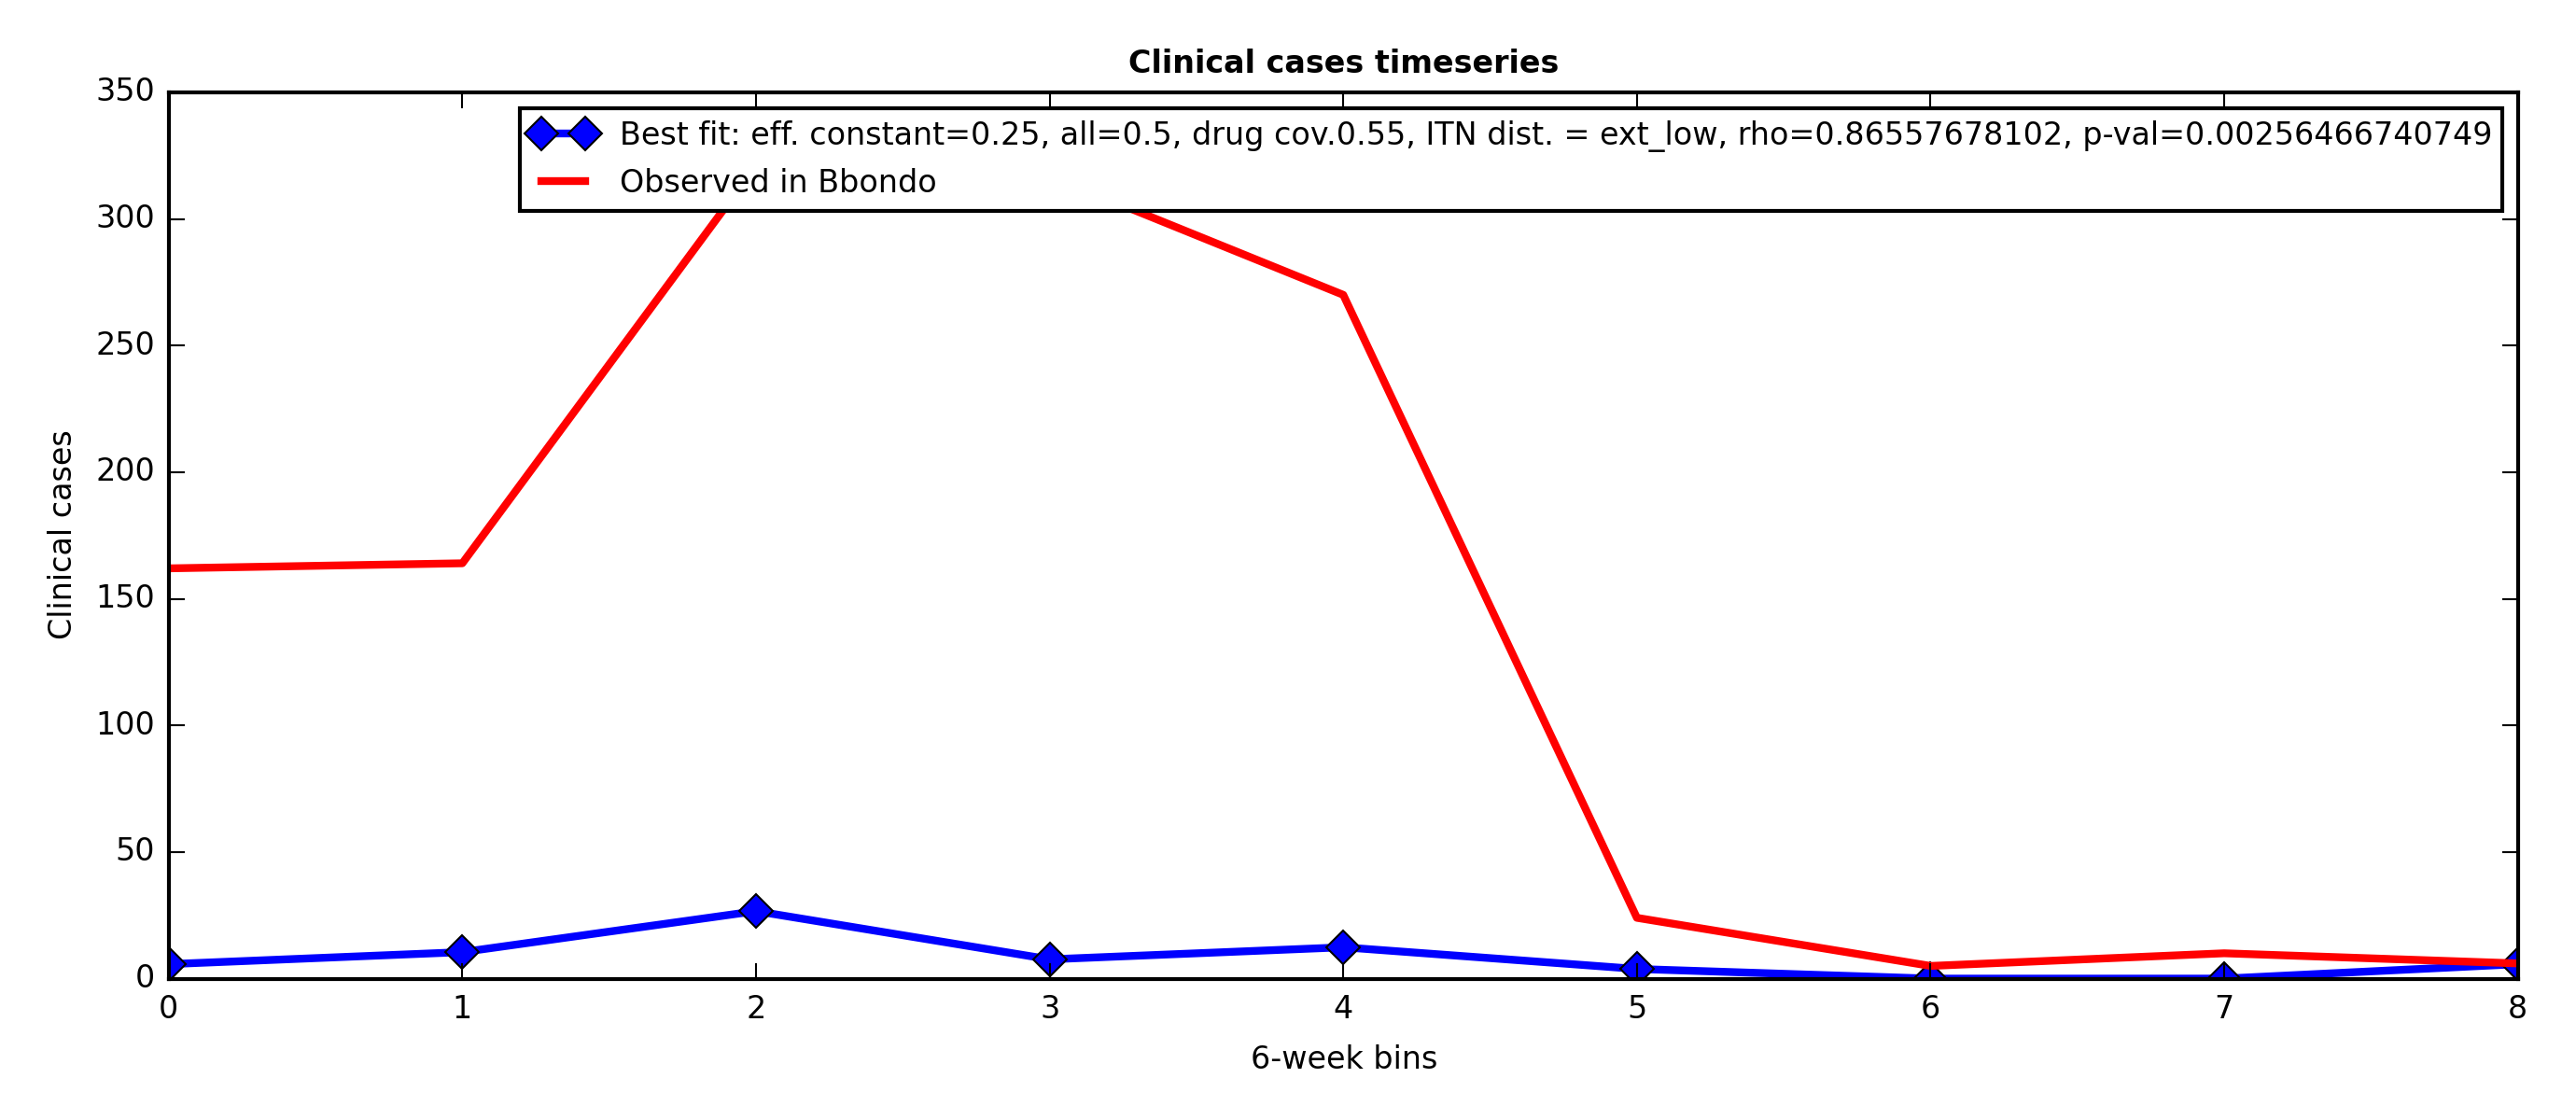 Clinical cases timeseries
Best fit: eff. constant=0.25, all=0.5, drug cov.0.55, ITN dist. = ext_low, rho=0.86557678102, p-val=0.00256466740749
Observed in Bbondo
350
300
250
200
150
100
50
0
Clinical cases
0 1 2 3 4 5 6 7 8
6-week bins